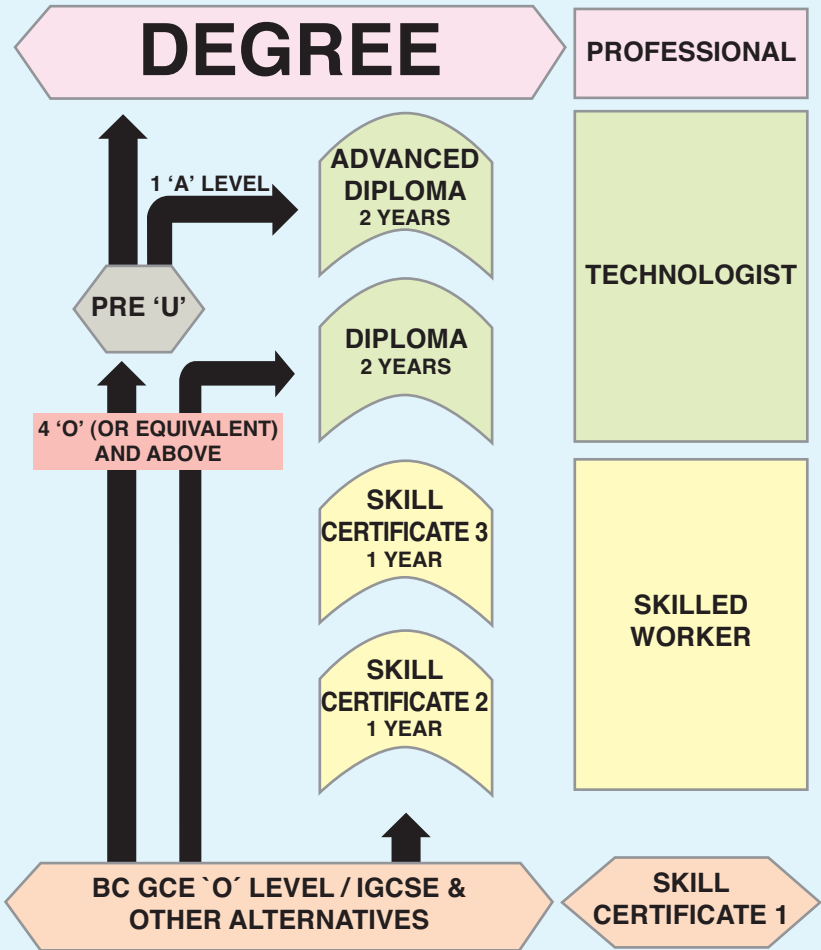 DEGREE
PROFESSIONAL
ADVANCED
DIPLOMA
2 YEARS
1 ‘A’ LEVEL
TECHNOLOGIST
PRE ‘U’
DIPLOMA
2 YEARS
4 ‘O’ (OR EQUIVALENT)
AND ABOVE
SKILL
CERTIFICATE 3
1 YEAR
SKILLED
WORKER
SKILL
CERTIFICATE 2
1 YEAR
BC GCE `O´ LEVEL / IGCSE &
OTHER ALTERNATIVES
SKILL
CERTIFICATE 1